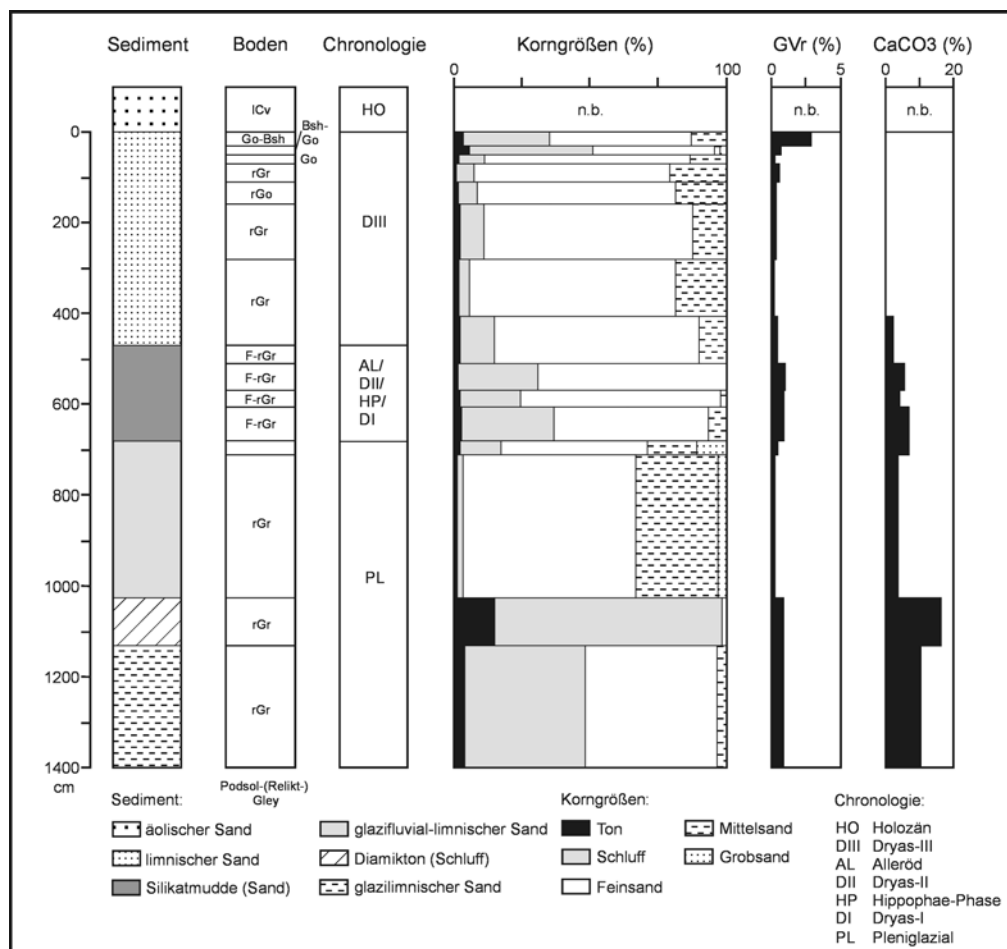 Sediment Boden Chronologie Korngrößen (%) GVr (%) CaCO3 (%)
0 100 0 5 0 20
lCv HO n.b. n.b. n.b.
Bsh-
Go
0
Go-Bsh
Go
rGr
rGo
200
rGr
DIII
rGr
400
F-rGr
F-rGr
F-rGr
F-rGr
AL/
DII/
HP/
DI
600
800
rGr
PL
1000
rGr
1200
rGr
1400
cm
Podsol-(Relikt-)
Gley
Sediment:
äolischer Sand
limnischer Sand
Silikatmudde (Sand)
glazifluvial-limnischer Sand
Diamikton (Schluff)
glazilimnischer Sand
Korngrößen:
Ton
Schluff
Feinsand
Mittelsand
Grobsand
Chronologie:
HO Holozän
DIII Dryas-III
AL Alleröd
DII Dryas-II
HP Hippophae-Phase
DI Dryas-I
PL Pleniglazial